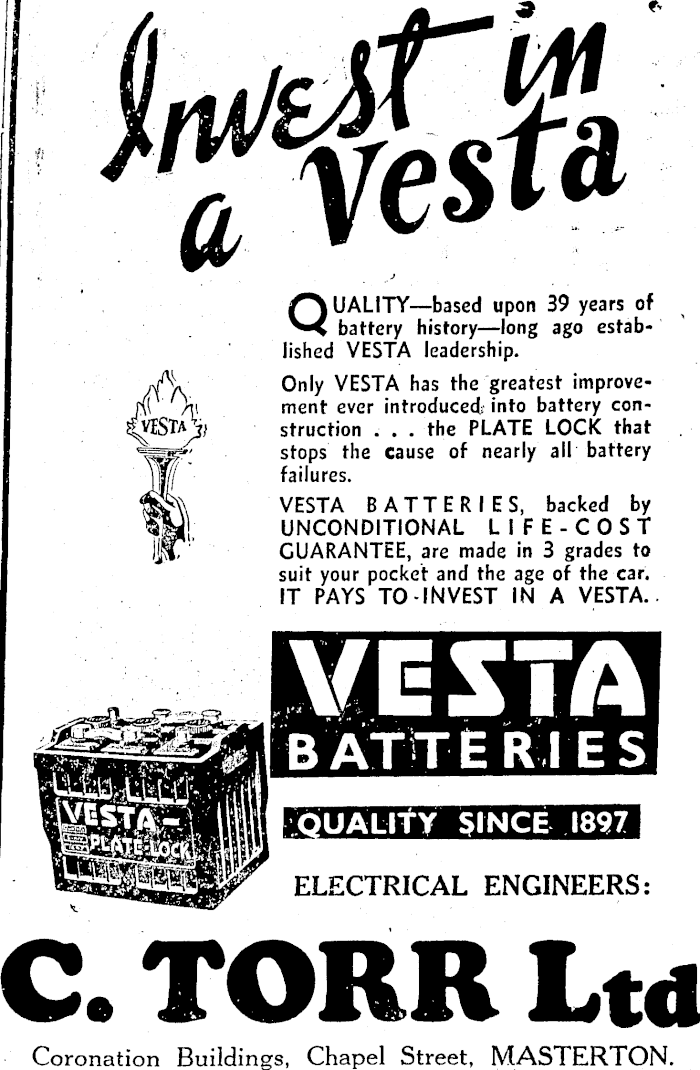 Invest in
a Vesta
QUALITY—based upon 39 years of
battery history—long ago estab-
lished VESTA leadership.
Only VESTA has the greatest improve-
ment ever introduced into battery con-
struction . . . the PLATE LOCK that
stops the cause of nearly all battery
failures.
VESTA BATTERIES, backed by
UNCONDITIONAL LIFE-COST
GUARANTEE, are made in 3 grades to
suit your pocket and the age of the car.
IT PAYS TO INVEST IN A VESTA.
VESTA
VESTA
BATTERIES
VESTA-
PLATE-LOCK
QUALITY SINCE 1897
ELECTRICAL ENGINEERS:
C. TORR Ltd
Coronation Buildings, Chapel Street, MASTERTON.